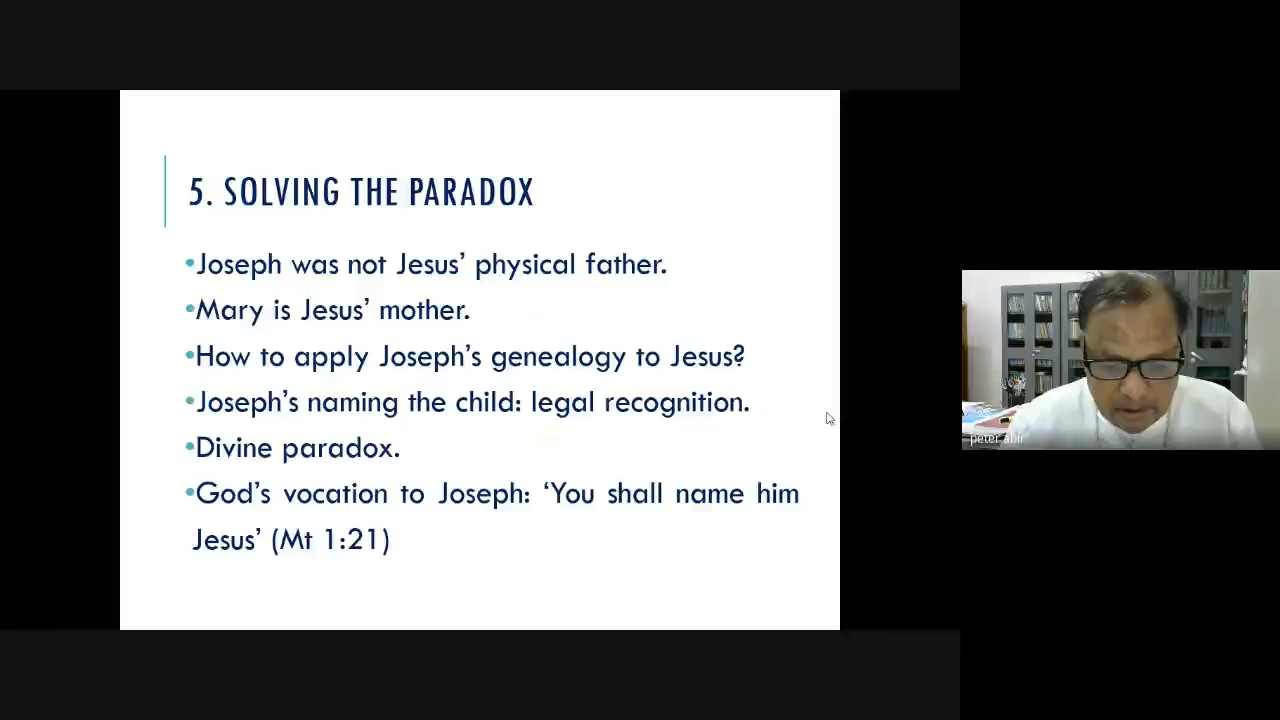 5. SOLVING THE PARADOX
•Joseph was not Jesus’ physical father.
•Mary is Jesus’ mother.
•How to apply Joseph’s genealogy to Jesus?
•Joseph’s naming the child: legal recognition.
•Divine paradox.
•God’s vocation to Joseph: ‘You shall name him
Jesus’ (Mt 1:21)
peter abir